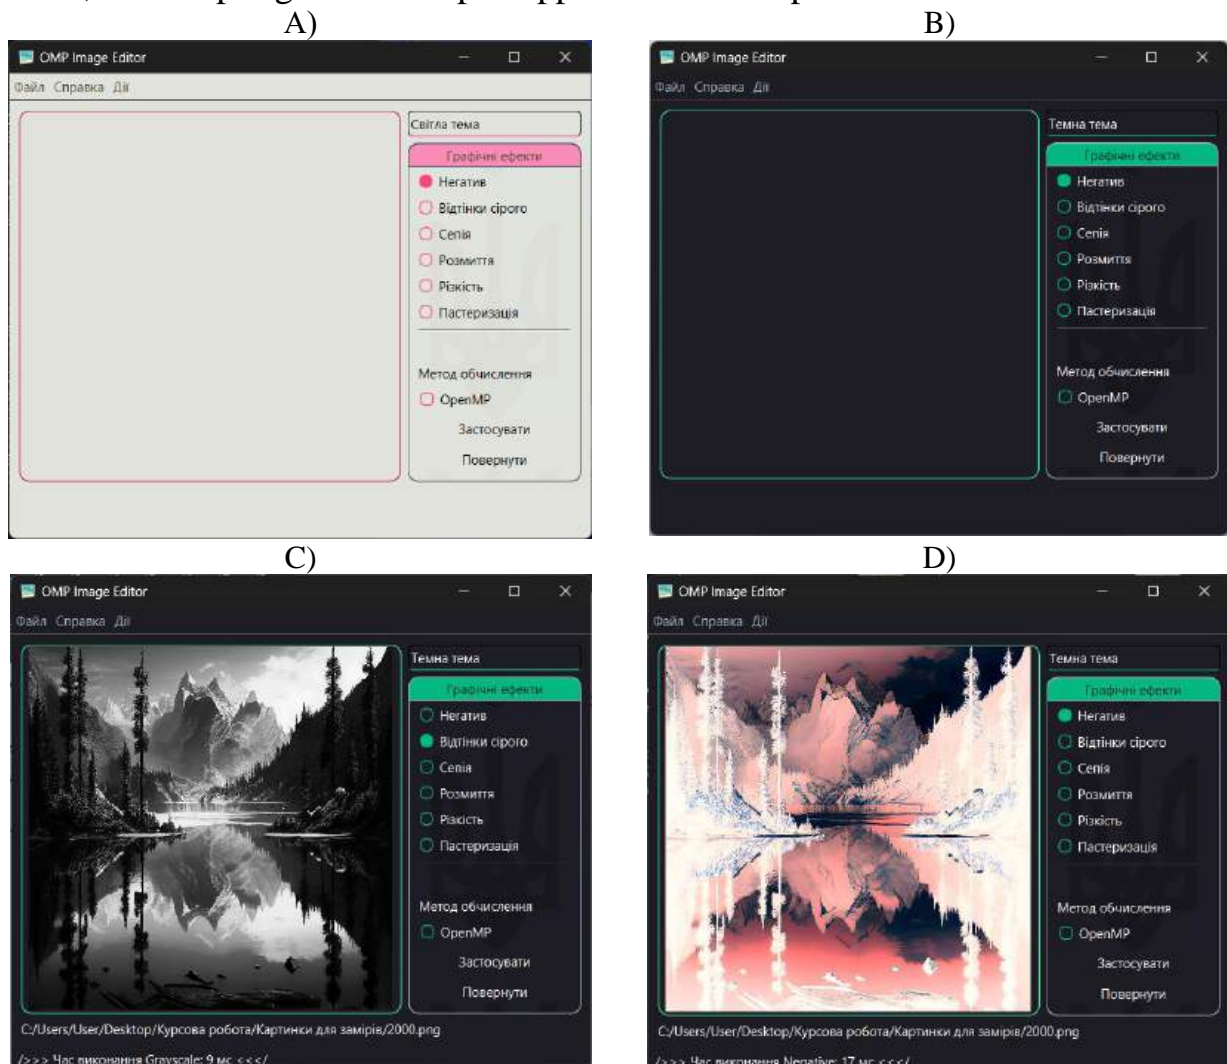 A)
B)
OMP Image Editor
Файл Справка Дії
Світла тема
Графічні ефекти
Негатив
Відтінки сірого
Сепія
Розмиття
Різкість
Пастеризація
Метод обчислення
OpenMP
Застосувати
Повернути
OMP Image Editor
Файл Справка Дії
Темна тема
Графічні ефекти
Негатив
Відтінки сірого
Сепія
Розмиття
Різкість
Пастеризація
Метод обчислення
OpenMP
Застосувати
Повернути
C)
D)
OMP Image Editor
Файл Справка Дії
Темна тема
Графічні ефекти
Негатив
Відтінки сірого
Сепія
Розмиття
Різкість
Пастеризація
Метод обчислення
OpenMP
Застосувати
Повернути
C:/Users/User/Desktop/Курсова робота/Картинки для замірів/2000.png
/>>> Час виконання Grayscale: 9 мс <<</
OMP Image Editor
Файл Справка Дії
Темна тема
Графічні ефекти
Негатив
Відтінки сірого
Сепія
Розмиття
Різкість
Пастеризація
Метод обчислення
OpenMP
Застосувати
Повернути
C:/Users/User/Desktop/Курсова робота/Картинки для замірів/2000.png
/>>> Час виконання Negative: 17 мс <<</